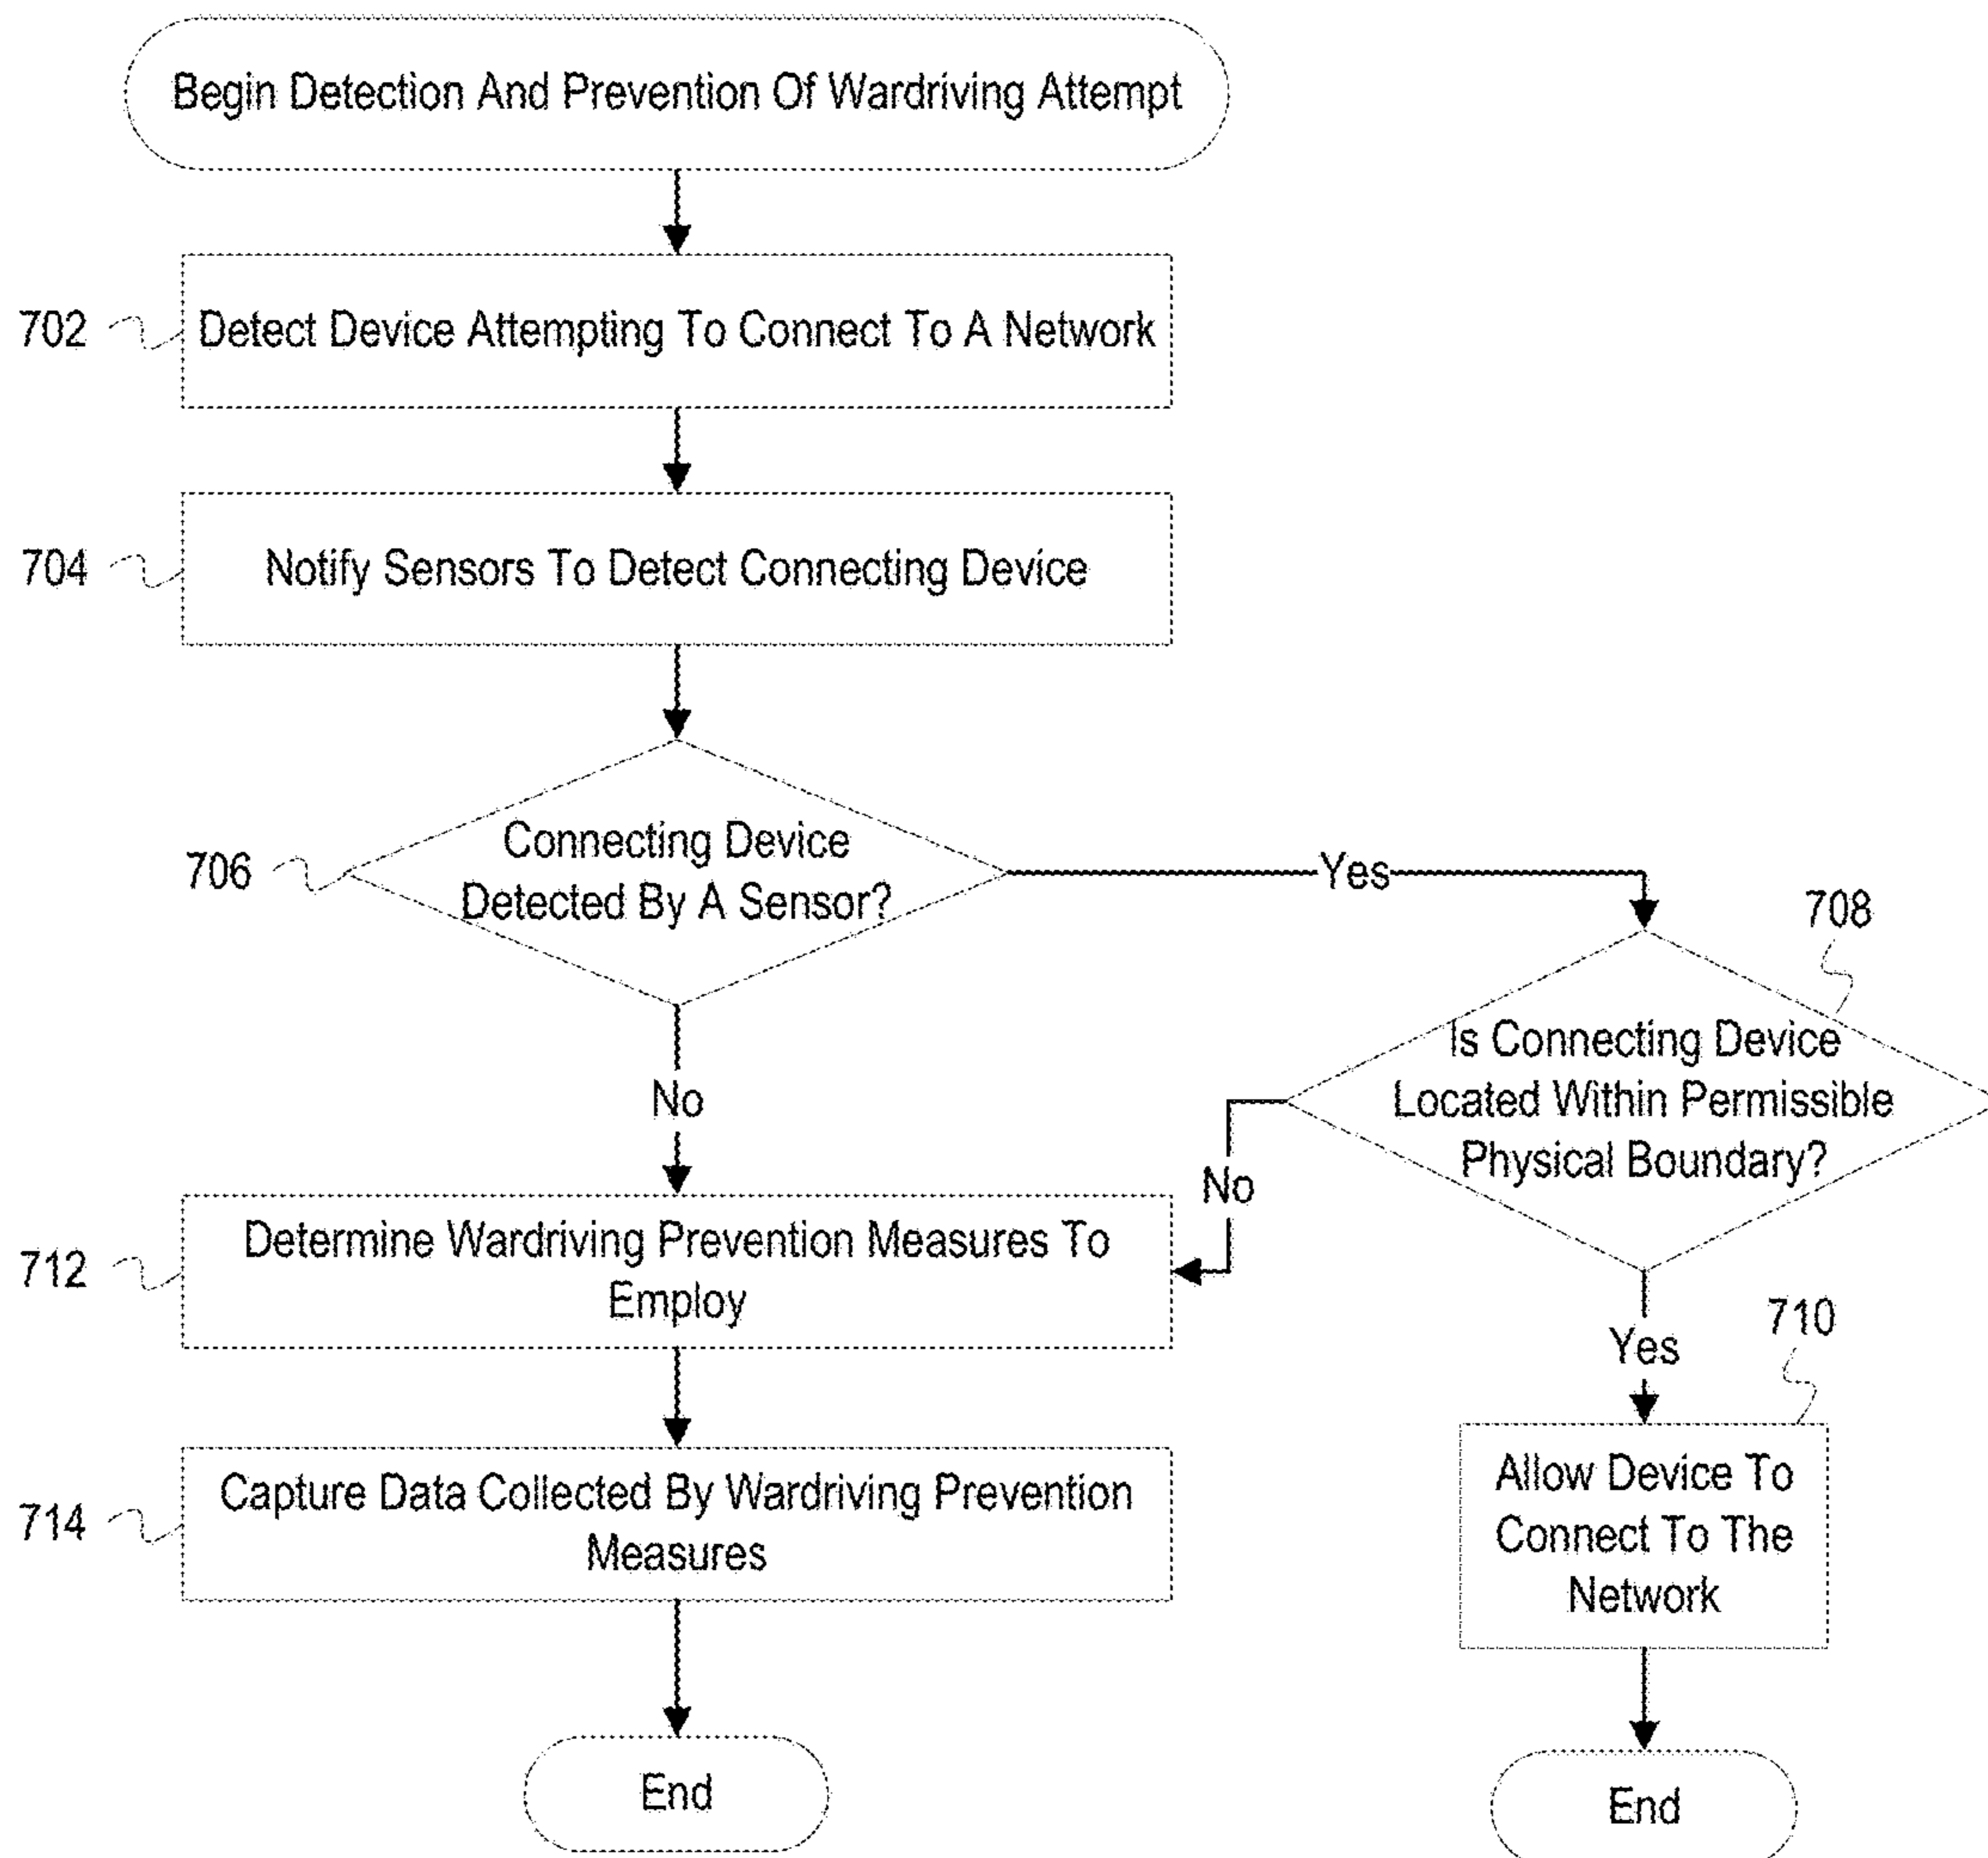 Begin Detection And Prevention Of Wardriving Attempt
702
Detect Device Attempting To Connect To A Network
704
Notify Sensors To Detect Connecting Device
706
Connecting Device
Detected By A Sensor?
Yes
708
Is Connecting Device
Located Within Permissible
Physical Boundary?
No
No
712
Determine Wardriving Prevention Measures To
Employ
Yes
710
Allow Device To
Connect To The
Network
714
Capture Data Collected By Wardriving Prevention
Measures
End
End